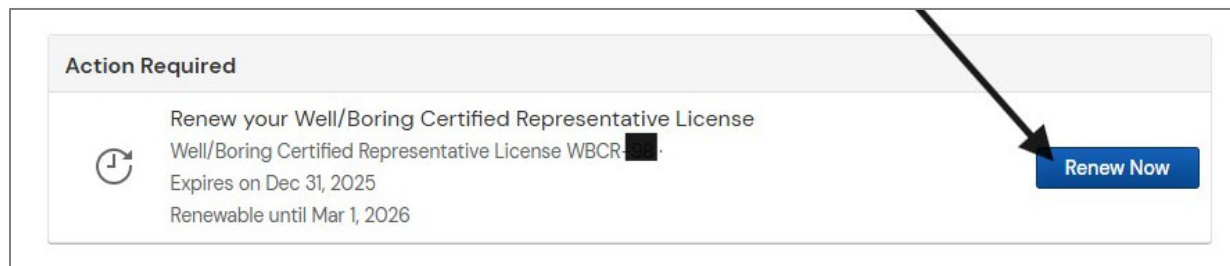 Action Required
Renew your Well/Boring Certified Representative License
Well/Boring Certified Representative License WBCR-
Expires on Dec 31, 2025
Renewable until Mar 1, 2026
Renew Now